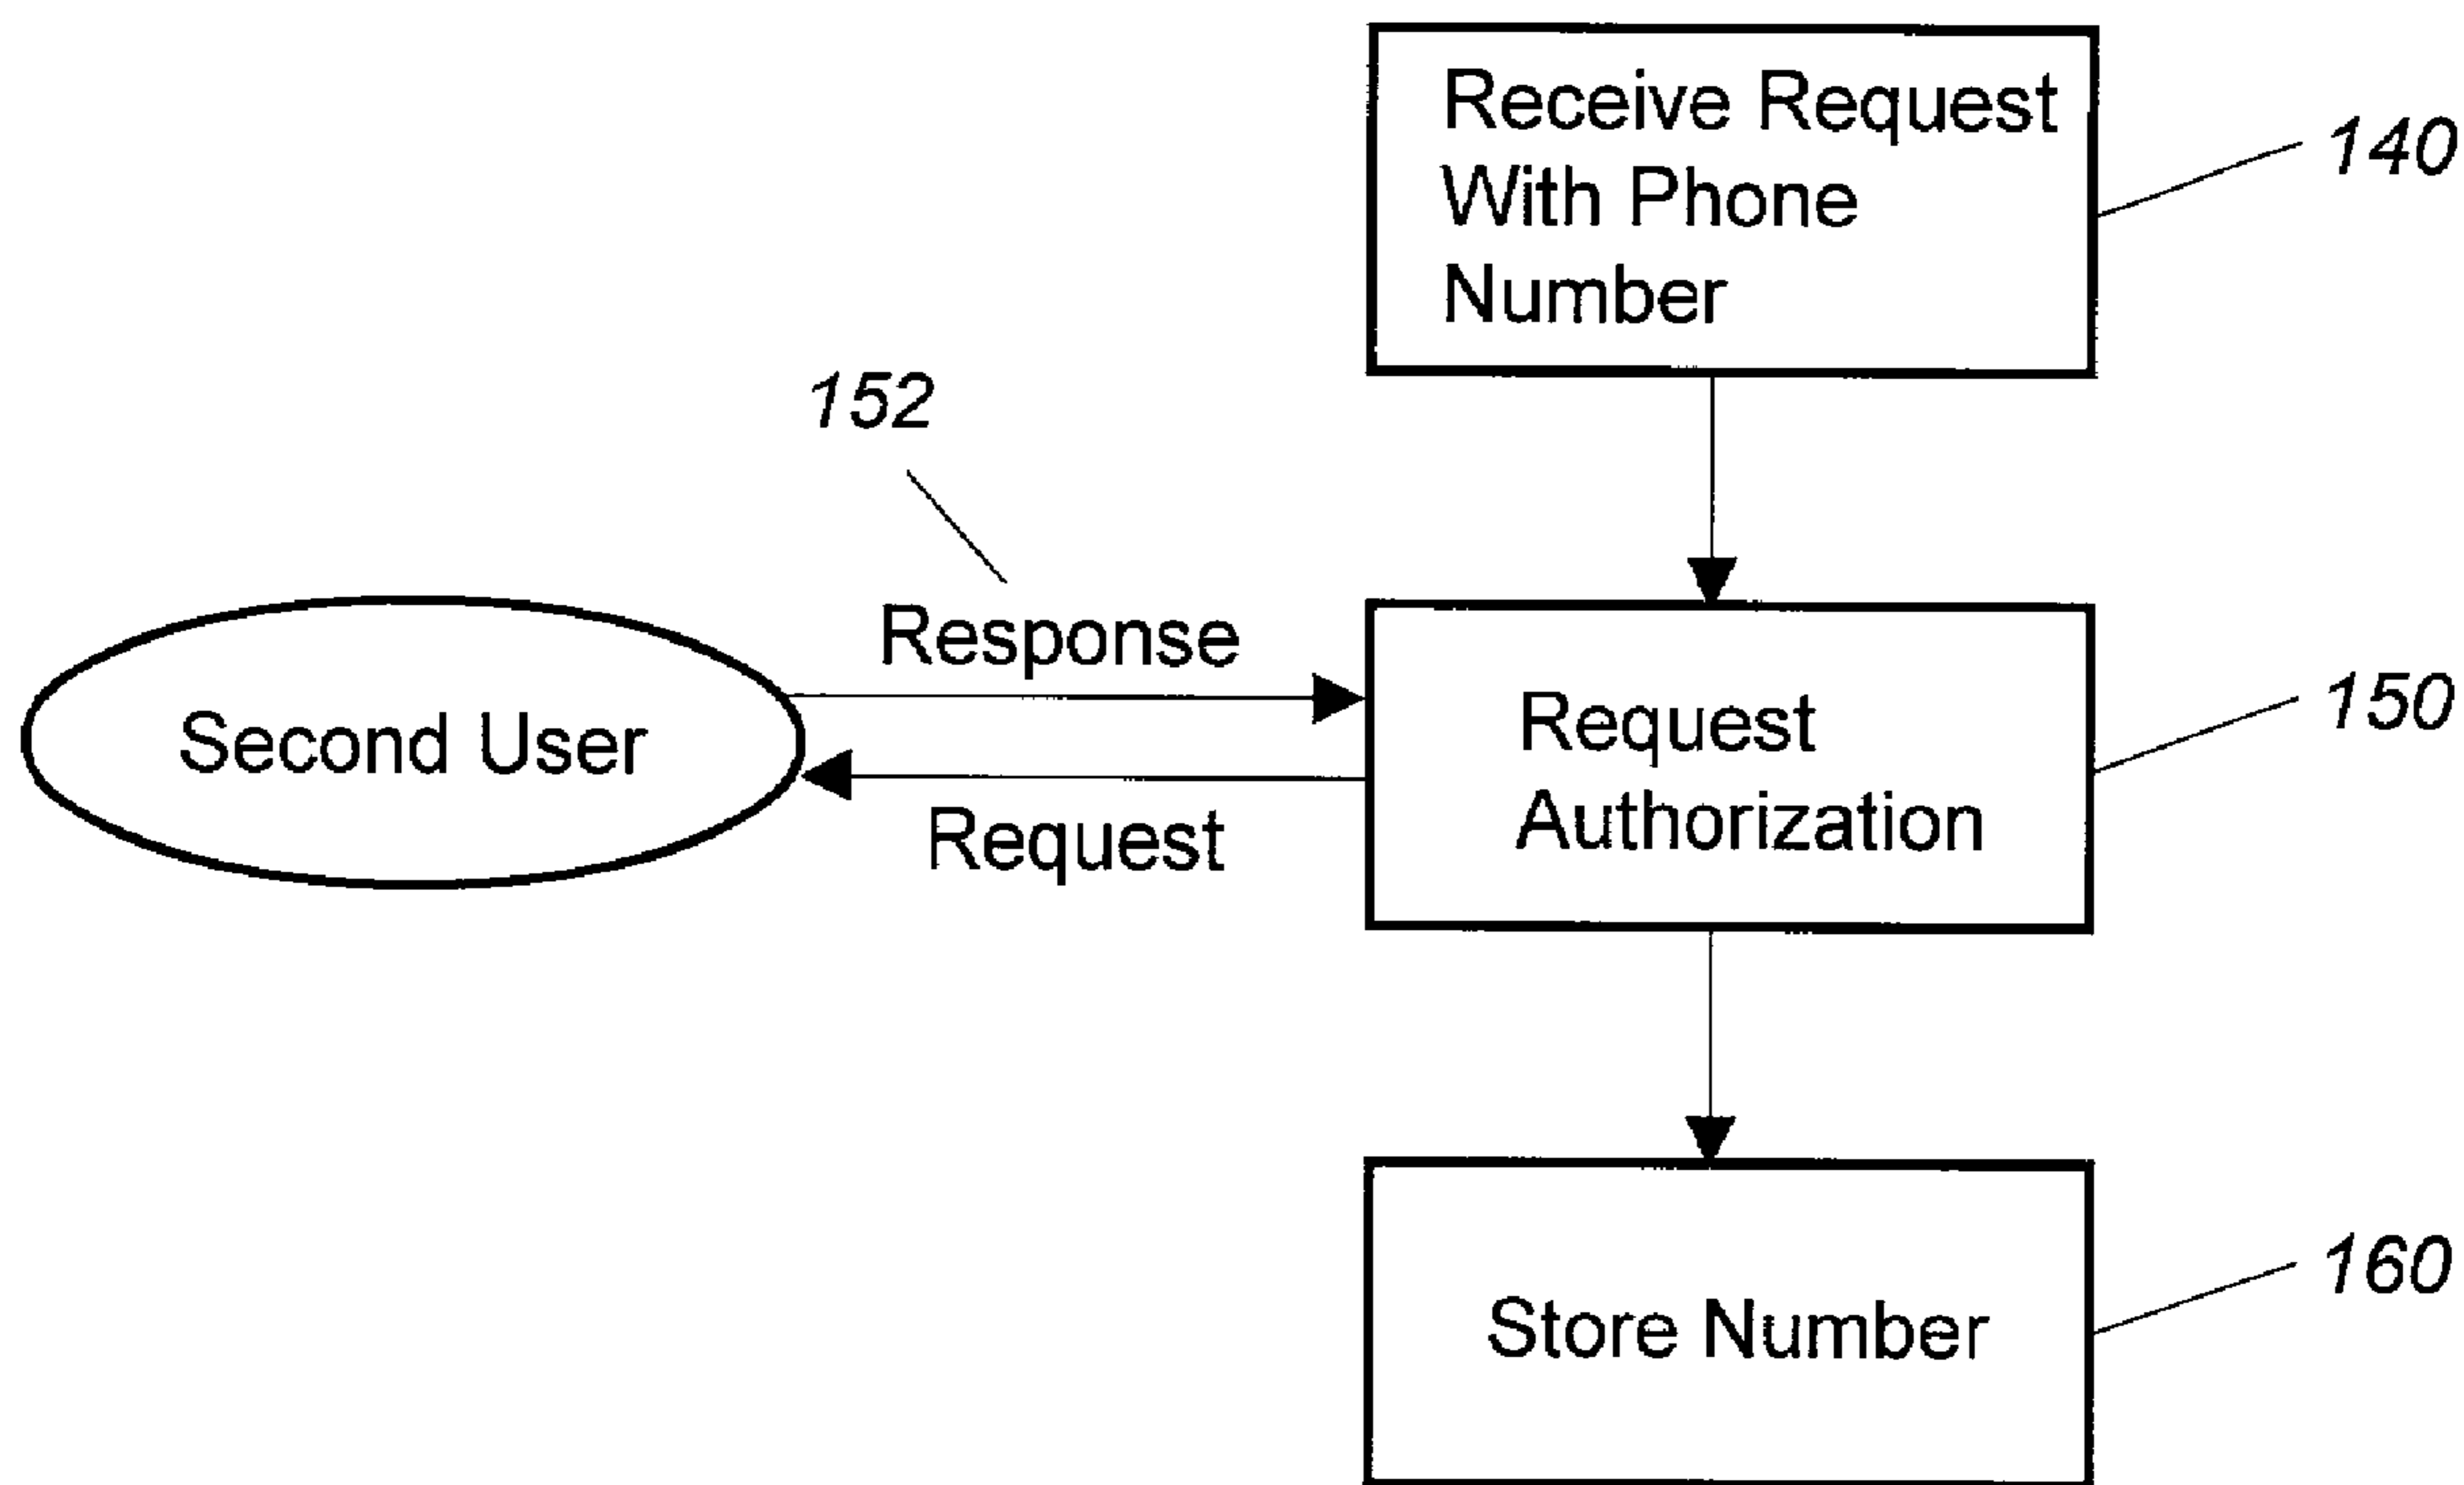 Receive Request
With Phone
Number
140
152
Response
Second User
Request
Request
Authorization
150
Store Number
160